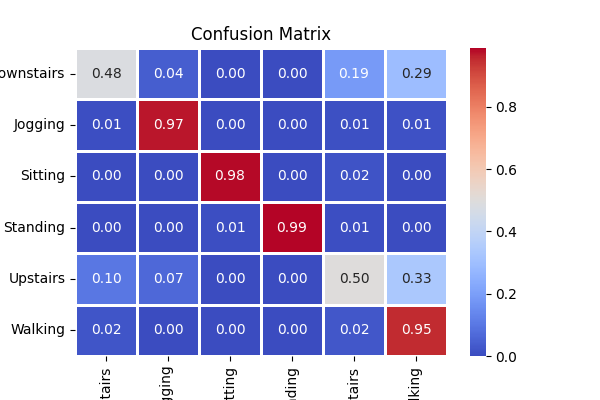 Confusion Matrix
ownstairs 0.48 0.04 0.00 0.00 0.19 0.29
Jogging 0.01 0.97 0.00 0.00 0.01 0.01
Sitting 0.00 0.00 0.98 0.00 0.02 0.00
Standing 0.00 0.00 0.01 0.99 0.01 0.00
Upstairs 0.10 0.07 0.00 0.00 0.50 0.33
Walking 0.02 0.00 0.00 0.00 0.02 0.95
tairs gging tting nding tairs lking
0.8
0.6
0.4
0.2
0.0